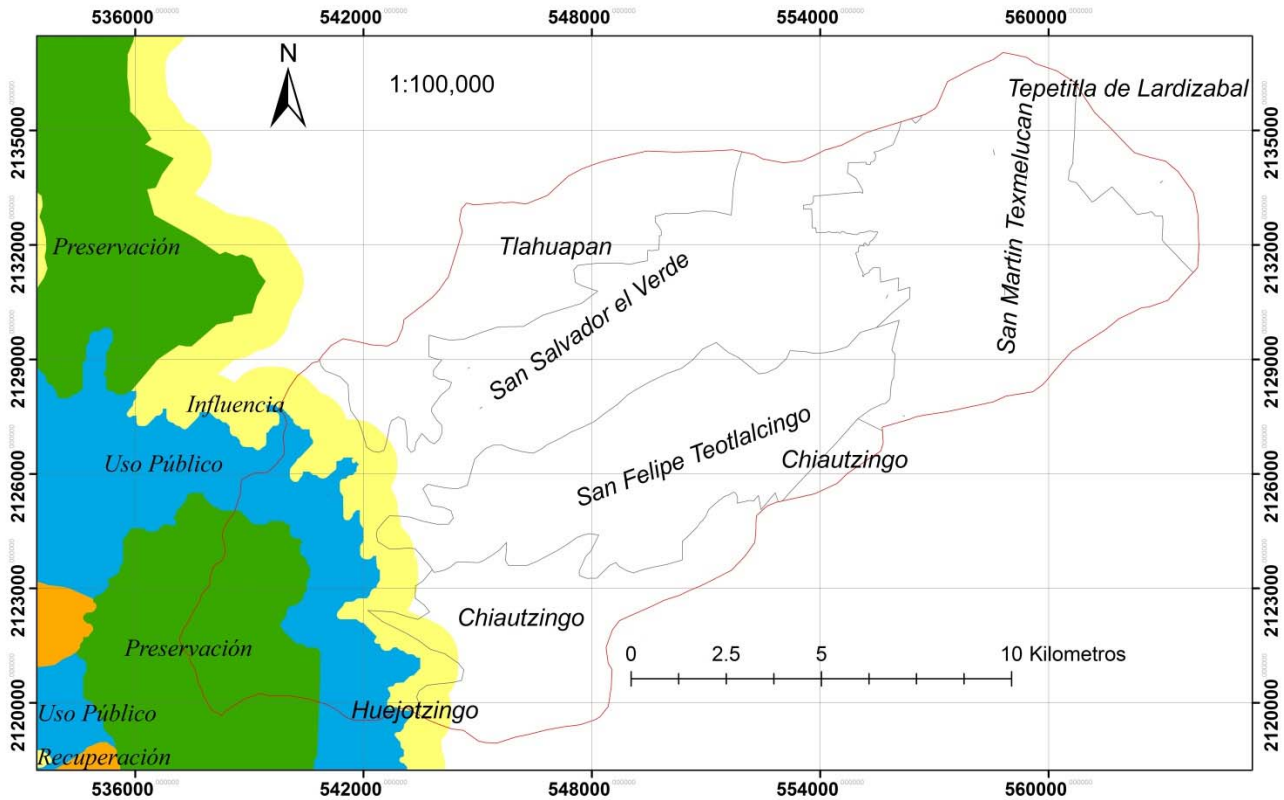 536000 542000 548000 554000 560000
N
1:100,000
Tepetitla de Lardizabal
San Martin Texmelucan
2135000 2135000
Preservación
Tlahuapan
2132000 2132000
San Salvador el Verde
2129000 2129000
Influencia
Uso Público
San Felipe Teotlalcingo
Chiautzingo
2126000 2126000
2123000 2123000
Chiautzingo
Preservación
0 2.5 5 10 Kilometros
Uso Público
Huejotzingo
2120000 2120000
Recuperación
536000 542000 548000 554000 560000